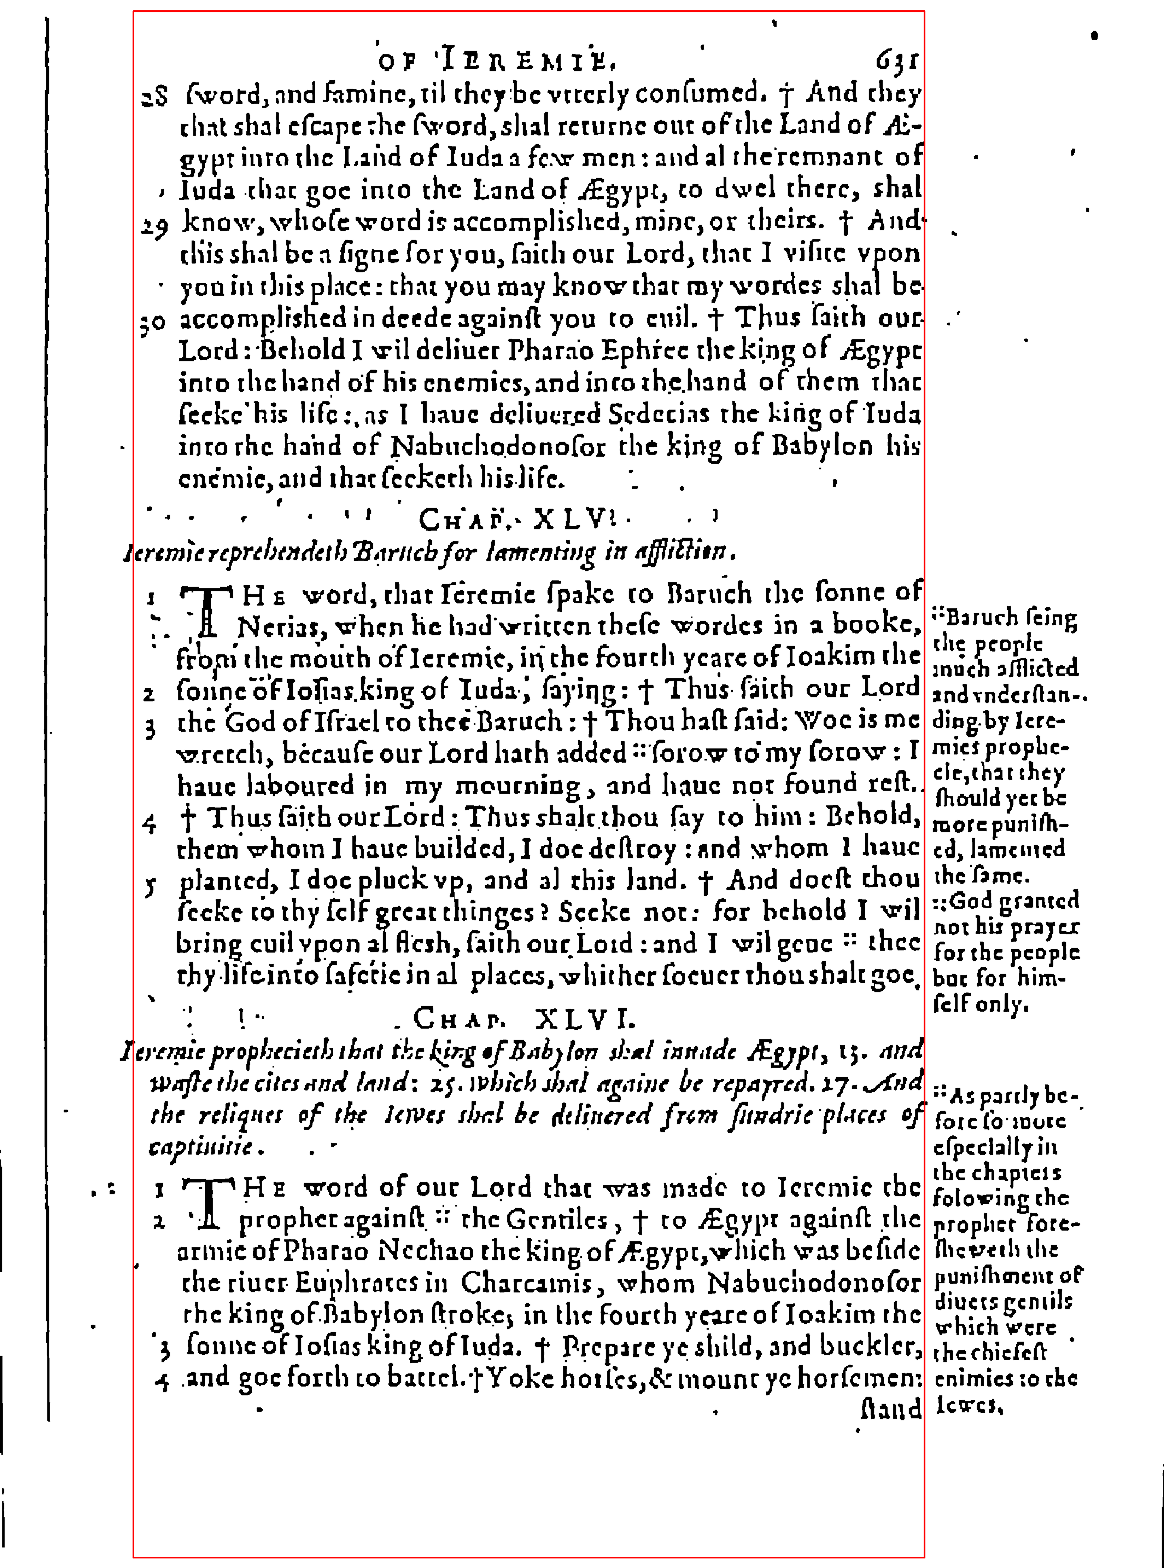 OF IEREMIE. 631
28 ſword, and famine, til they be vtterly conſumed. † And they
that shal eſcape the ſword, shal returne out of the Land of Æ-
gypt into the Land of Iuda a few men: and al the remnant of
Iuda that goe into the Land of Ægypt, to dwel there, shal
29 know, whoſe word is accomplished, mine, or theirs. † And
this shal be a ſigne for you, ſaith our Lord, that I viſite vpon
you in this place: that you may know that my wordes shal be
30 accomplished in deede againſt you to euil. † Thus ſaith our
Lord: Behold I wil deliuer Pharao Ephree the king of Ægypt
into the hand of his enemies, and into the hand of them that
ſeeke his life: as I haue deliuered Sedecias the king of Iuda
into the hand of Nabuchodonoſor the king of Babylon his
enemie, and that ſeeketh his life.
CHAP. XLV.
Ieremie reprehendeth Baruch for lamenting in affliction.
1 THE word, that Ieremie ſpake to Baruch the ſonne of
Nerias, when he had written theſe wordes in a booke,
from the mouth of Ieremie, in the fourth yeare of Ioakim the
2 ſonne of Ioſias king of Iuda, ſaying: † Thus ſaith our Lord
3 the God of Iſrael to thee Baruch: † Thou haſt ſaid: Woe is me
wretch, becauſe our Lord hath added :: ſorow to my ſorow: I
haue laboured in my mourning, and haue not found reſt.
4 † Thus ſaith our Lord: Thus shalt thou ſay to him: Behold,
them whom I haue builded, I doe deſtroy: and whom I haue
5 planted, I doe pluck vp, and al this land. † And doeſt thou
ſeeke to thy ſelf great thinges? Seeke not: for behold I wil
bring euil vpon al flesh, ſaith our Lord: and I wil geue :: thee
thy life into ſafetie in al places, whither ſoeuer thou shalt goe.
:: Baruch ſeing
the people
much afflicted
and vnderſtan-
ding by Iere-
mies prophe-
cie, that they
ſhould yet be
more puniſh-
ed, lamented
the ſame.
:: God granted
not his prayer
for the people
but for him-
ſelf only.
CHAP. XLVI.
Ieremie prophecieth that the king of Babylon shal inuade Ægypt, 13. and
waſte the cites and land: 25. which shal againe be repayred. 27. And
the reliques of the Iewes shal be deliuered from ſundrie places of
captiuitie.
1 THE word of our Lord that was made to Ieremie the
2 prophet againſt :: the Gentiles, † to Ægypt againſt the
armie of Pharao Nechao the king of Ægypt, which was beſide
the riuer Euphrates in Charcamis, whom Nabuchodonoſor
the king of Babylon ſtroke, in the fourth yeare of Ioakim the
3 ſonne of Ioſias king of Iuda. † Prepare ye shild, and buckler,
4 and goe forth to battel. † Yoke horſes, & mount ye horſemen:
ſtand
:: As partly be-
fore ſo more
eſpecially in
the chapters
folowing the
prophet fore-
ſheweth the
puniſhment of
diuers gentils
which were
the chiefeſt
enimies to the
Iewes.